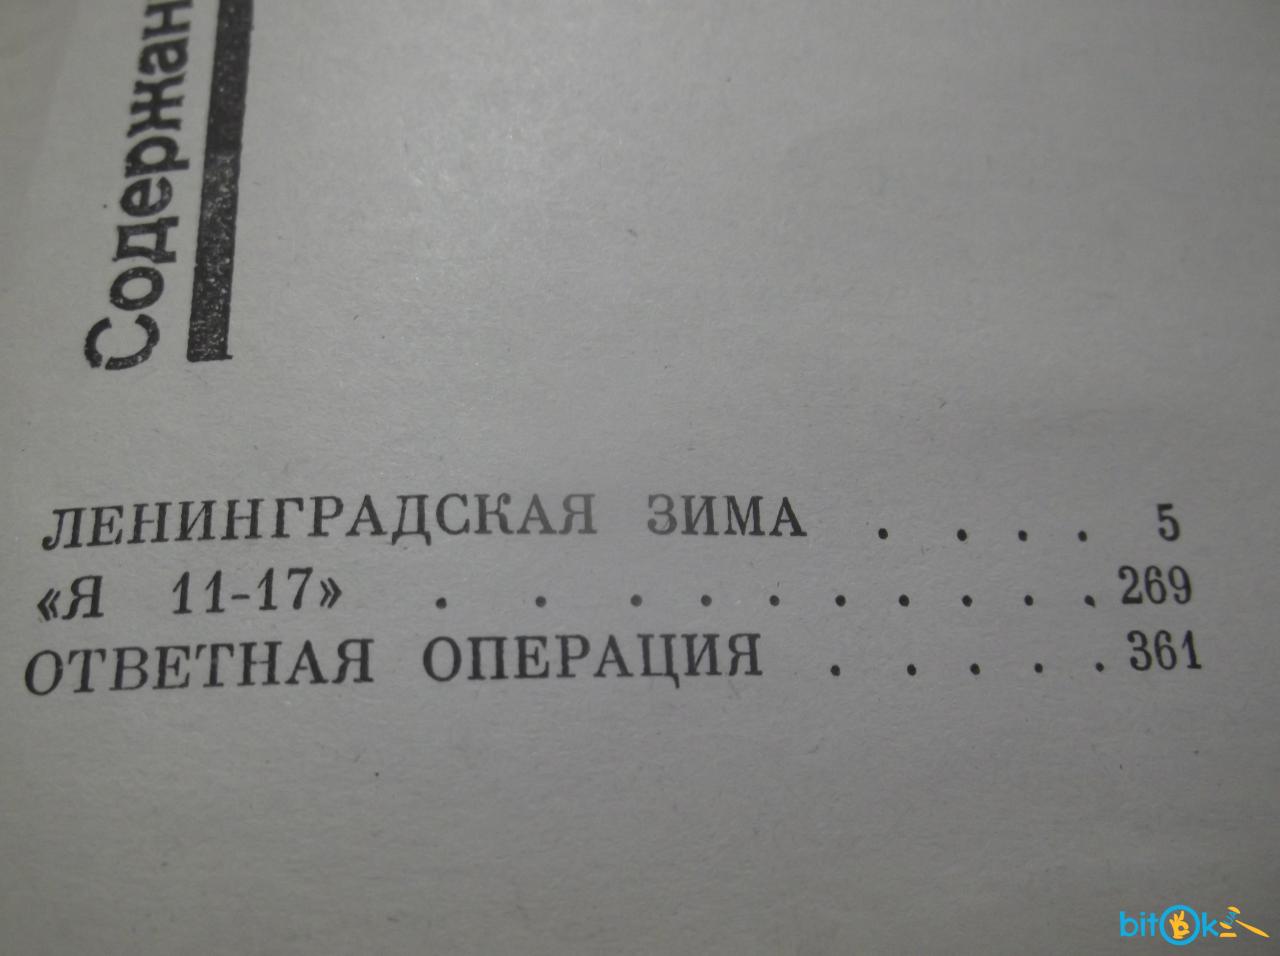 Содержан
ЛЕНИНГРАДСКАЯ ЗИМА . . . . 5
«Я 11-17» . . . . . . . . . . 269
ОТВЕТНАЯ ОПЕРАЦИЯ . . . . . 361
bitOk